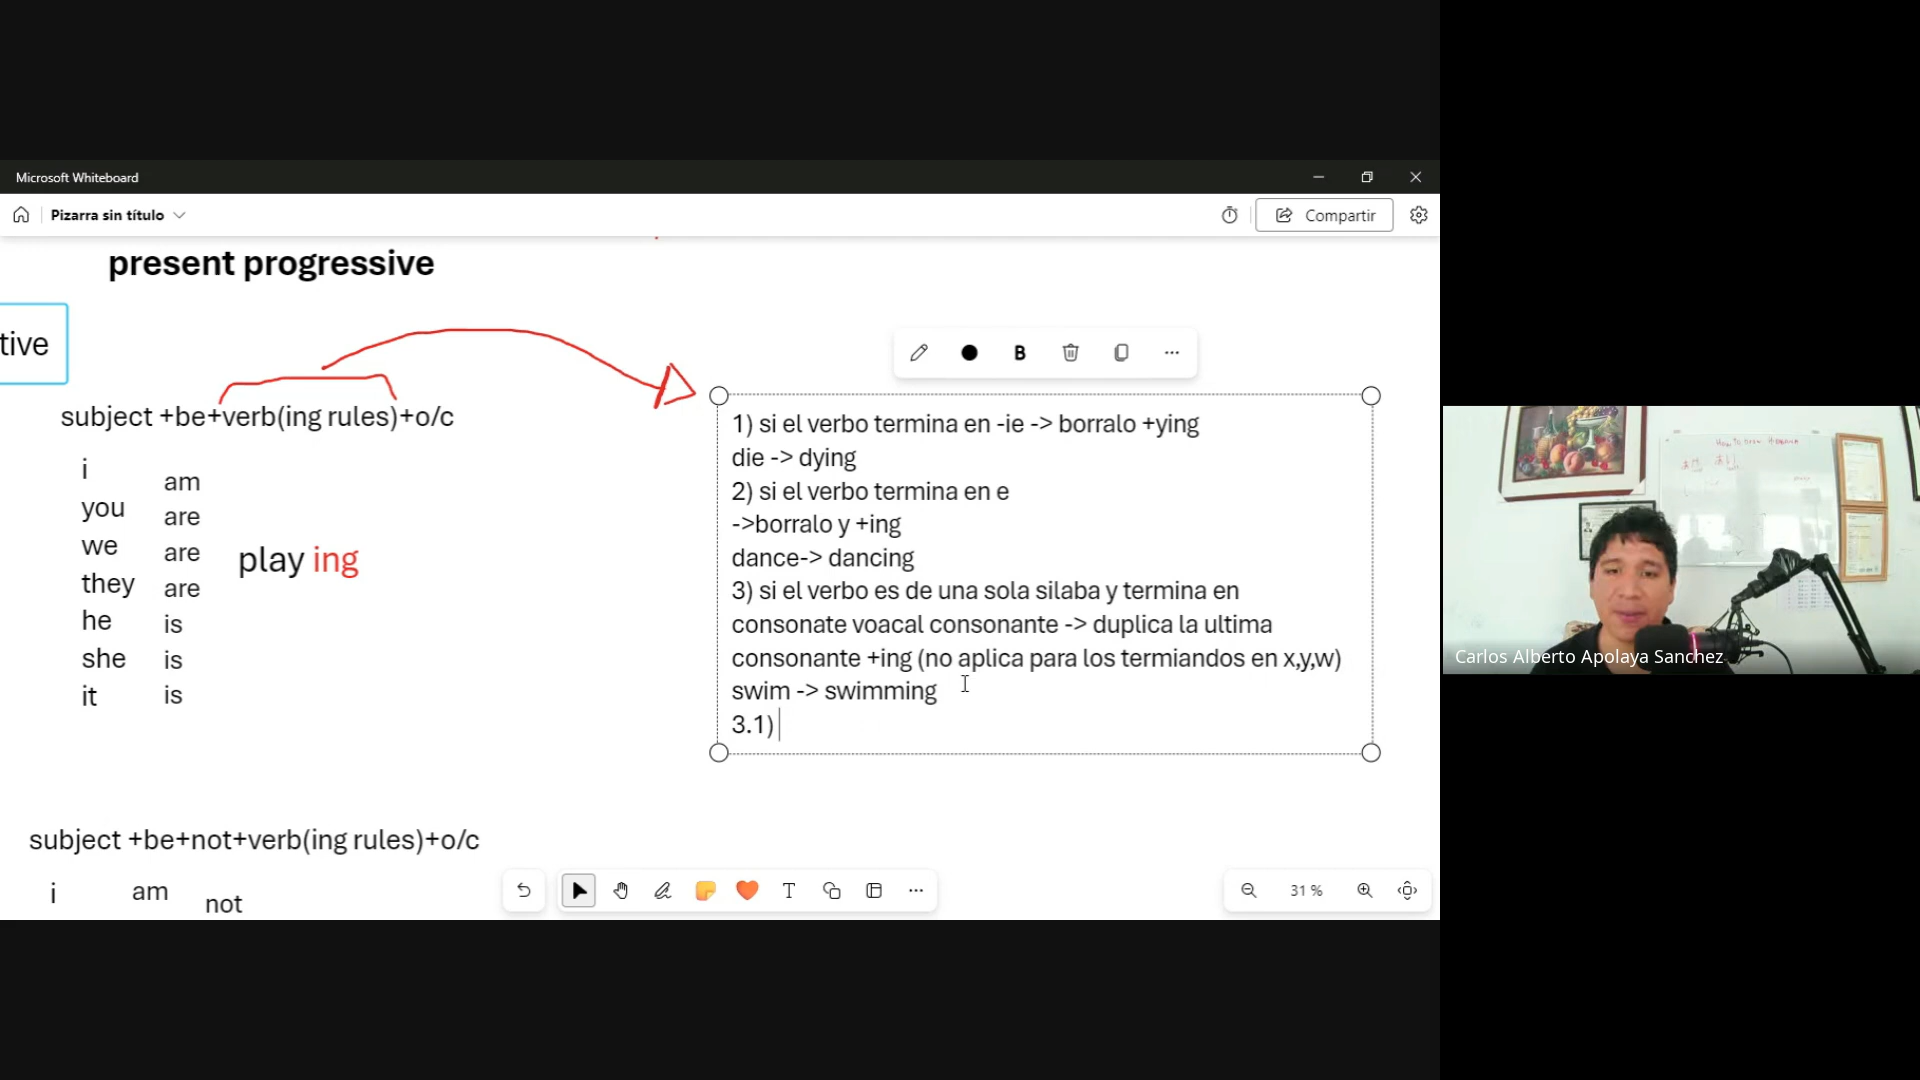 Microsoft Whiteboard
Pizarra sin título
Compartir
present progressive
tive
subject +be+verb(ing rules)+o/c
i am
you are
we are
they are
he is
she is
it is
play ing
B
1) si el verbo termina en -ie -> borralo +ying
die -> dying
2) si el verbo termina en e
->borralo y +ing
dance-> dancing
3) si el verbo es de una sola silaba y termina en
consonate voacal consonante -> duplica la ultima
consonante +ing (no aplica para los termiandos en x,y,w)
swim -> swimming
3.1)
subject +be+not+verb(ing rules)+o/c
i am not
T
31 %
Carlos Alberto Apolaya Sanchez